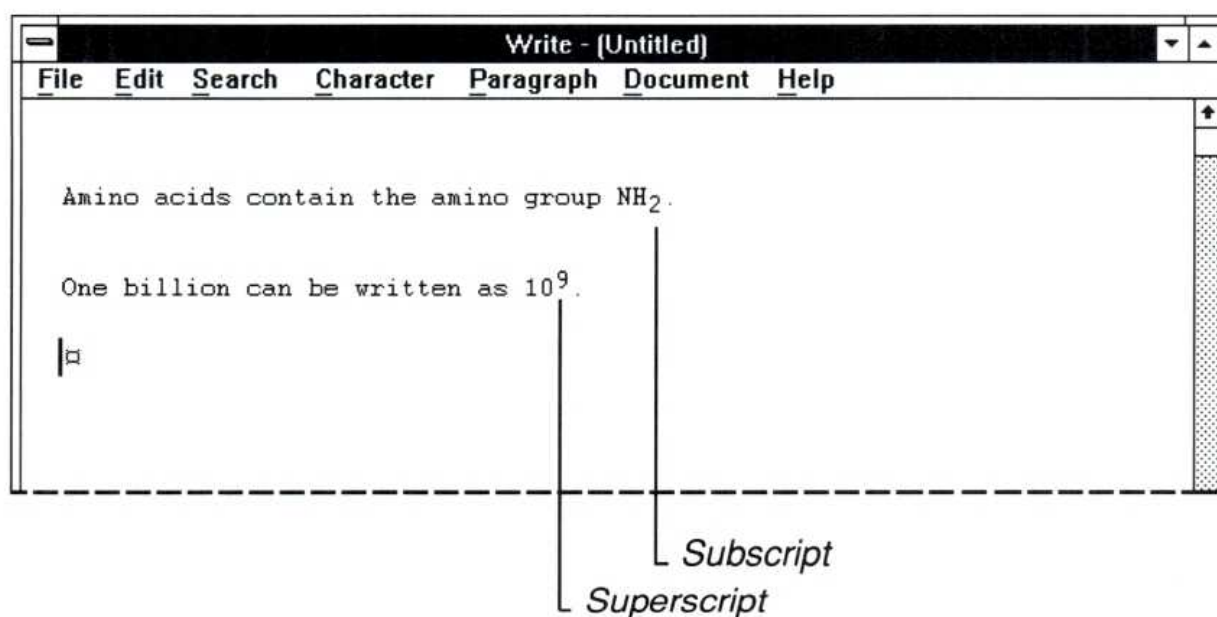 Write - (Untitled)
File Edit Search Character Paragraph Document Help
Amino acids contain the amino group NH₂.
One billion can be written as 10⁹.
¤
Subscript
Superscript